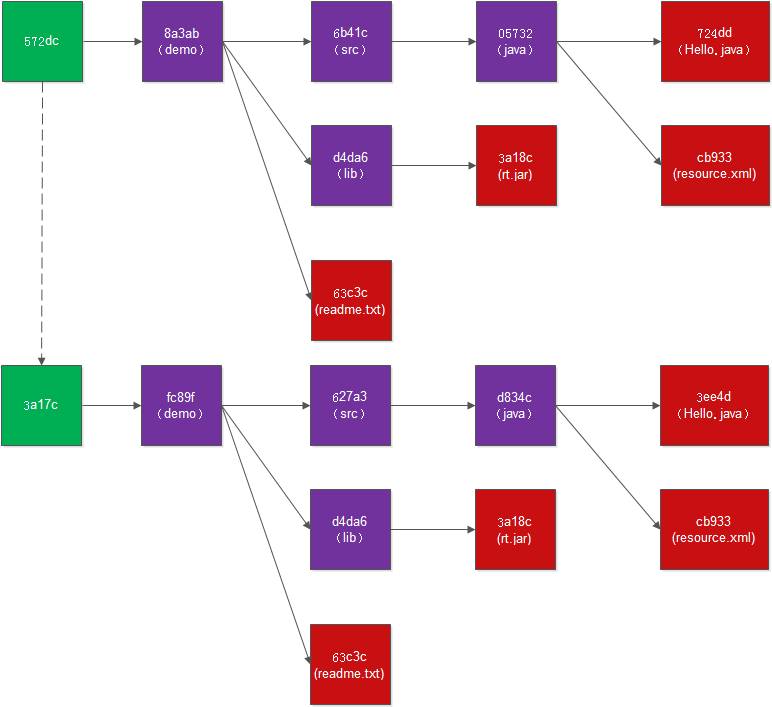 572dc
8a3ab
（demo）
6b41c
（src）
05732
（java）
724dd
（Hello.java）
d4da6
（lib）
3a18c
(rt.jar)
cb933
(resource.xml)
63c3c
(readme.txt)
3a17c
fc89f
（demo）
627a3
（src）
d834c
（java）
3ee4d
（Hello.java）
d4da6
（lib）
3a18c
(rt.jar)
cb933
(resource.xml)
63c3c
(readme.txt)